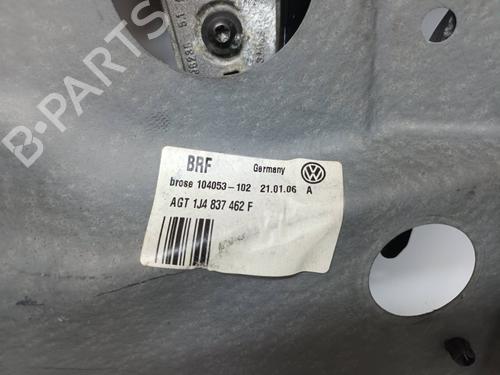 BRF Germany
brose 104053-102 21.01.06 A
AGT 1J4 837 462 F
B-PARTS